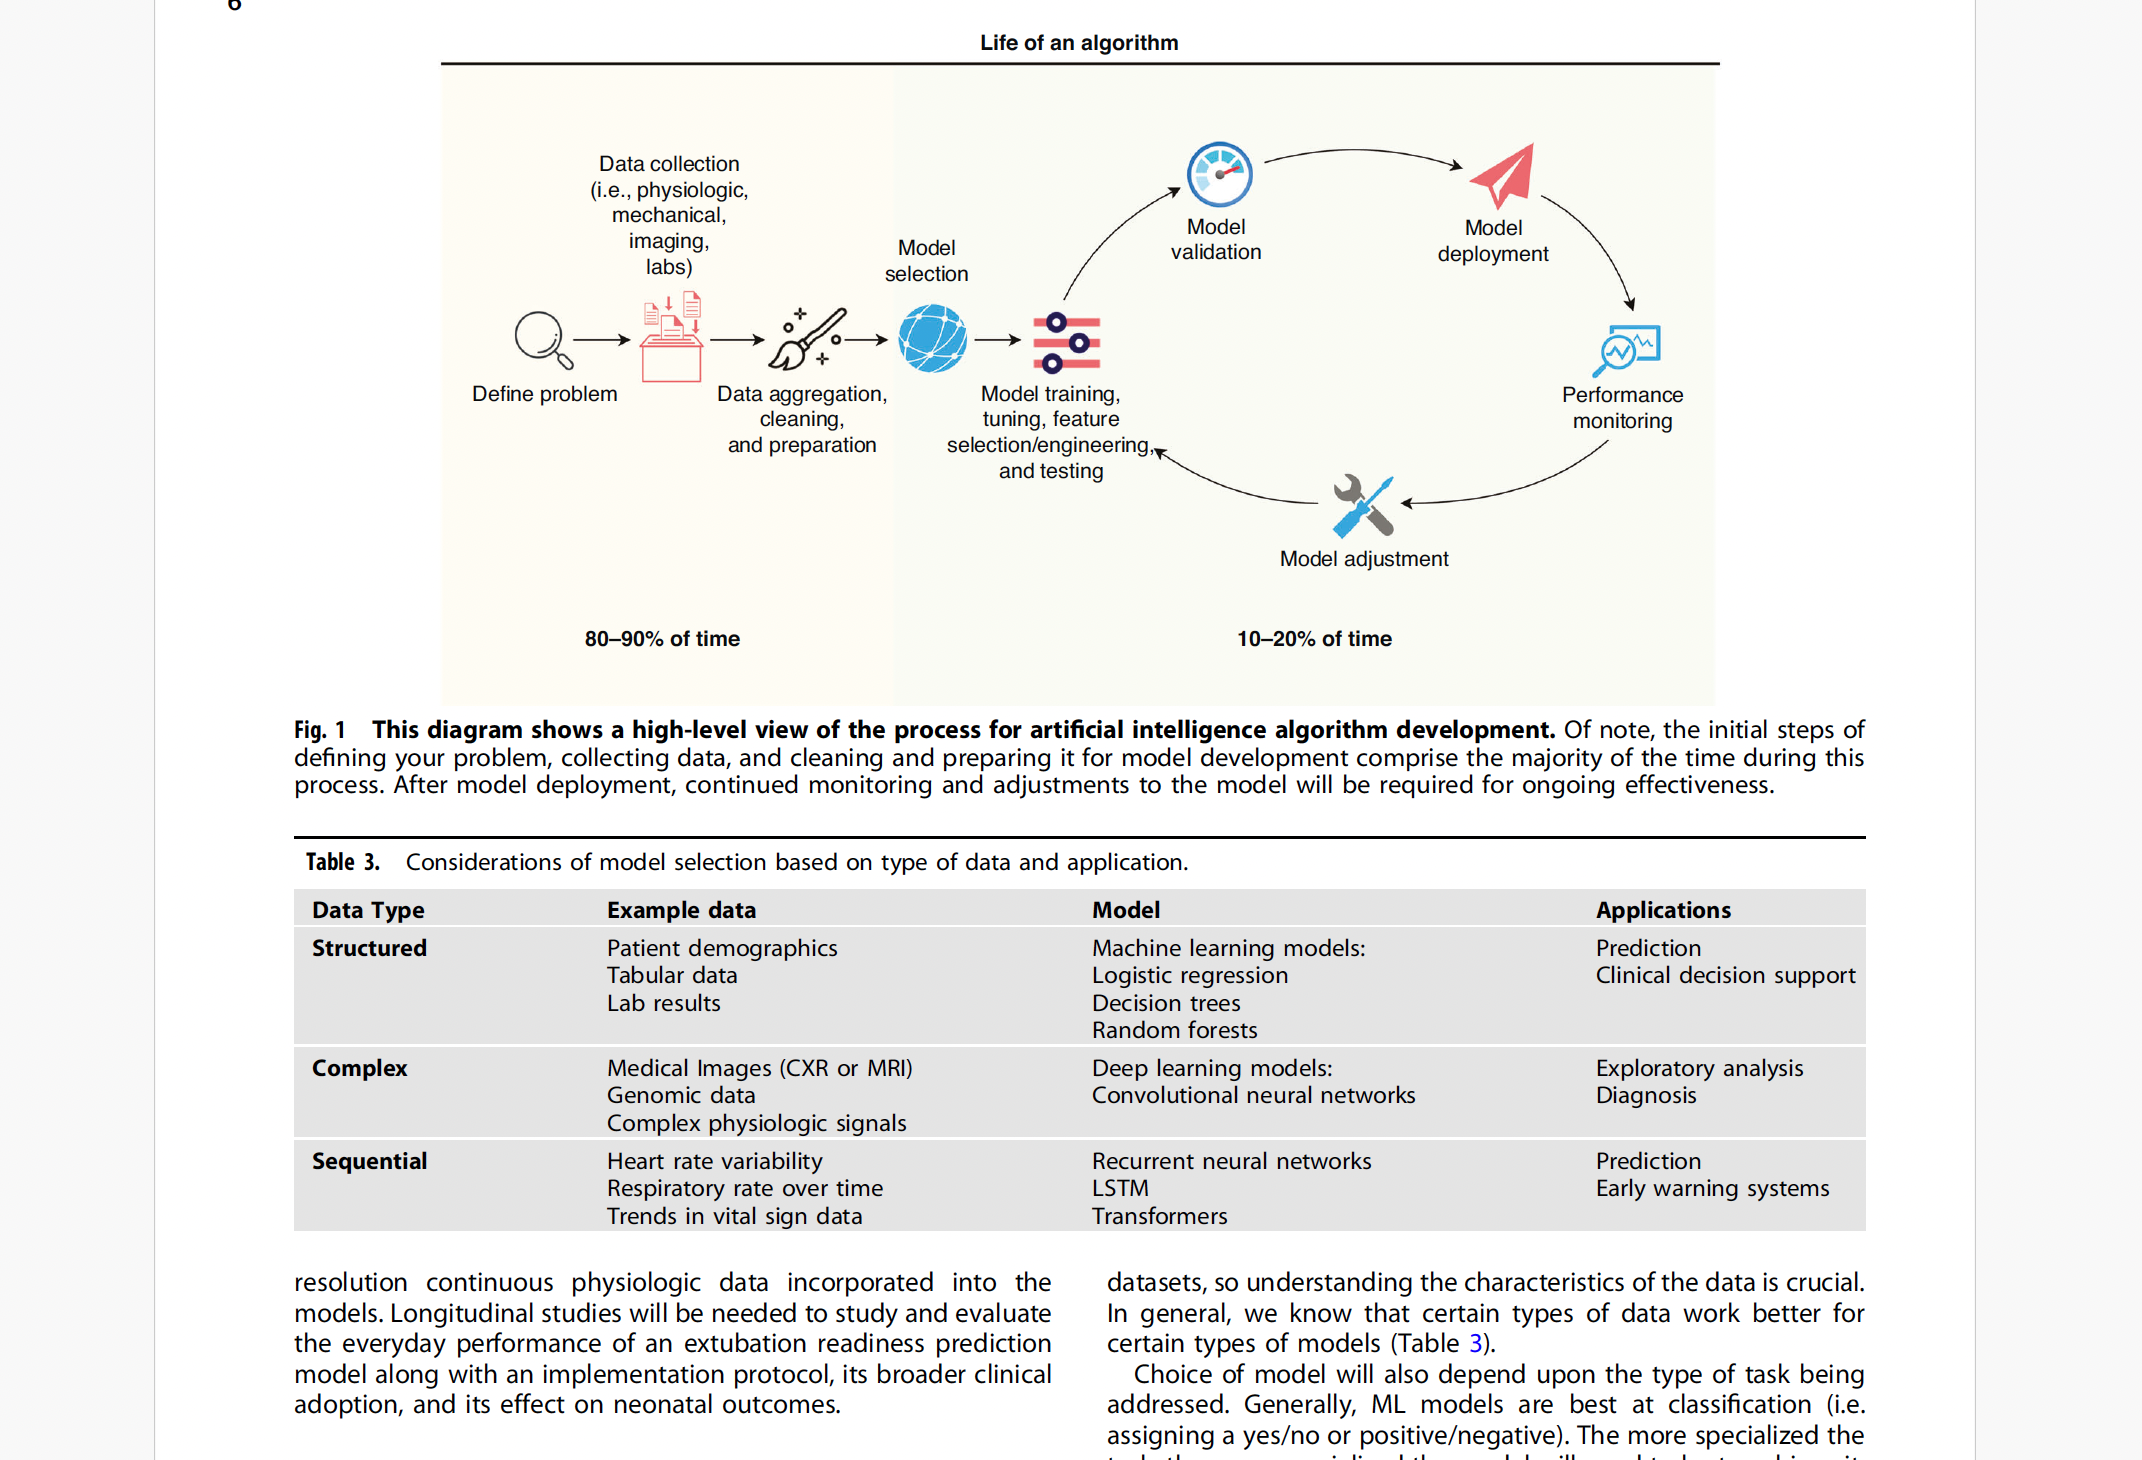 6
Life of an algorithm
Data collection
(i.e., physiologic,
mechanical,
imaging,
labs)
Define problem
Data aggregation,
cleaning,
and preparation
Model
selection
Model training,
tuning, feature
selection/engineering,
and testing
Model
validation
Model
deployment
Performance
monitoring
Model adjustment
80–90% of time
10–20% of time
Fig. 1 This diagram shows a high-level view of the process for artificial intelligence algorithm development. Of note, the initial steps of
defining your problem, collecting data, and cleaning and preparing it for model development comprise the majority of the time during this
process. After model deployment, continued monitoring and adjustments to the model will be required for ongoing effectiveness.
Table 3. Considerations of model selection based on type of data and application.
Data Type Example data Model Applications
Structured Patient demographics Machine learning models: Prediction
Tabular data Logistic regression Clinical decision support
Lab results Decision trees
Random forests
Complex Medical Images (CXR or MRI) Deep learning models: Exploratory analysis
Genomic data Convolutional neural networks Diagnosis
Complex physiologic signals
Sequential Heart rate variability Recurrent neural networks Prediction
Respiratory rate over time LSTM Early warning systems
Trends in vital sign data Transformers
resolution continuous physiologic data incorporated into the
models. Longitudinal studies will be needed to study and evaluate
the everyday performance of an extubation readiness prediction
model along with an implementation protocol, its broader clinical
adoption, and its effect on neonatal outcomes.
datasets, so understanding the characteristics of the data is crucial.
In general, we know that certain types of data work better for
certain types of models (Table 3).
Choice of model will also depend upon the type of task being
addressed. Generally, ML models are best at classification (i.e.
assigning a yes/no or positive/negative). The more specialized the